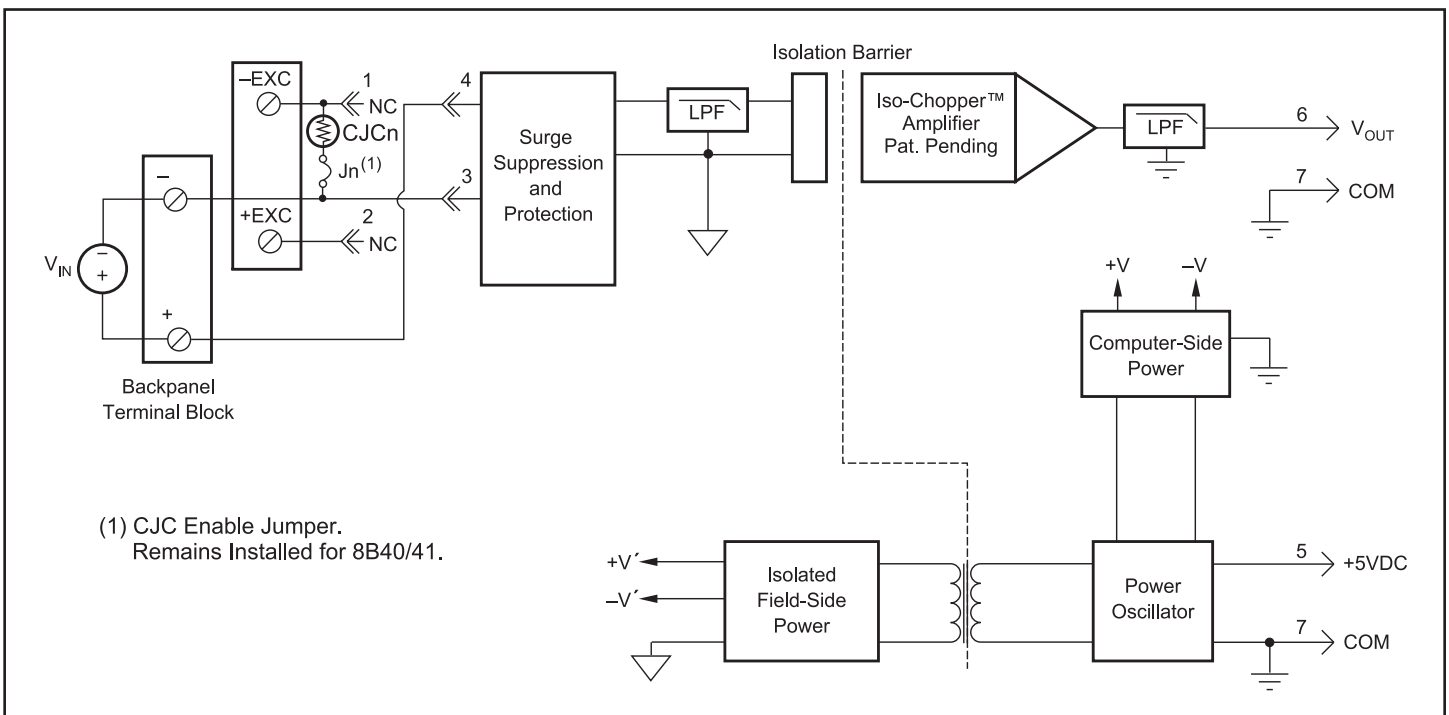 Isolation Barrier
–EXC
1
NC
CJCn
Jn(1)
4
3
–
+EXC
2
NC
VIN
–
+
+
Backpanel
Terminal Block
Surge
Suppression
and
Protection
LPF
Iso-Chopper™
Amplifier
Pat. Pending
LPF
6
VOUT
7
COM
+V
–V
Computer-Side
Power
(1) CJC Enable Jumper.
Remains Installed for 8B40/41.
+V´
–V´
Isolated
Field-Side
Power
Power
Oscillator
5
+5VDC
7
COM